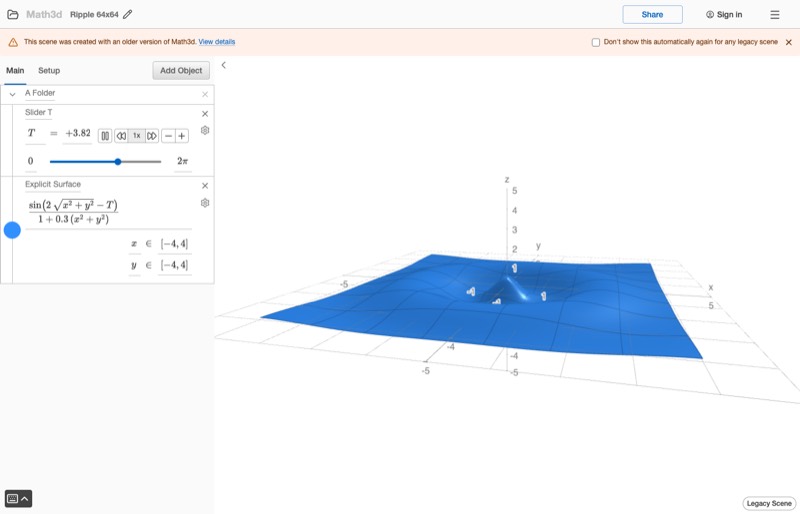 Math3d Ripple 64x64 Share Sign in
This scene was created with an older version of Math3d. View details Don't show this automatically again for any legacy scene
Main Setup Add Object
A Folder
Slider T
T = +3.82 1x − +
0 2π
Explicit Surface
sin(2 √x² + y² − T)
1 + 0.3 (x² + y²)
x ∈ [−4,4]
y ∈ [−4,4]
z
5
4
3
2
y
1
-5
x
-1
1
-1
5
-4
-4
-5
-5
Legacy Scene